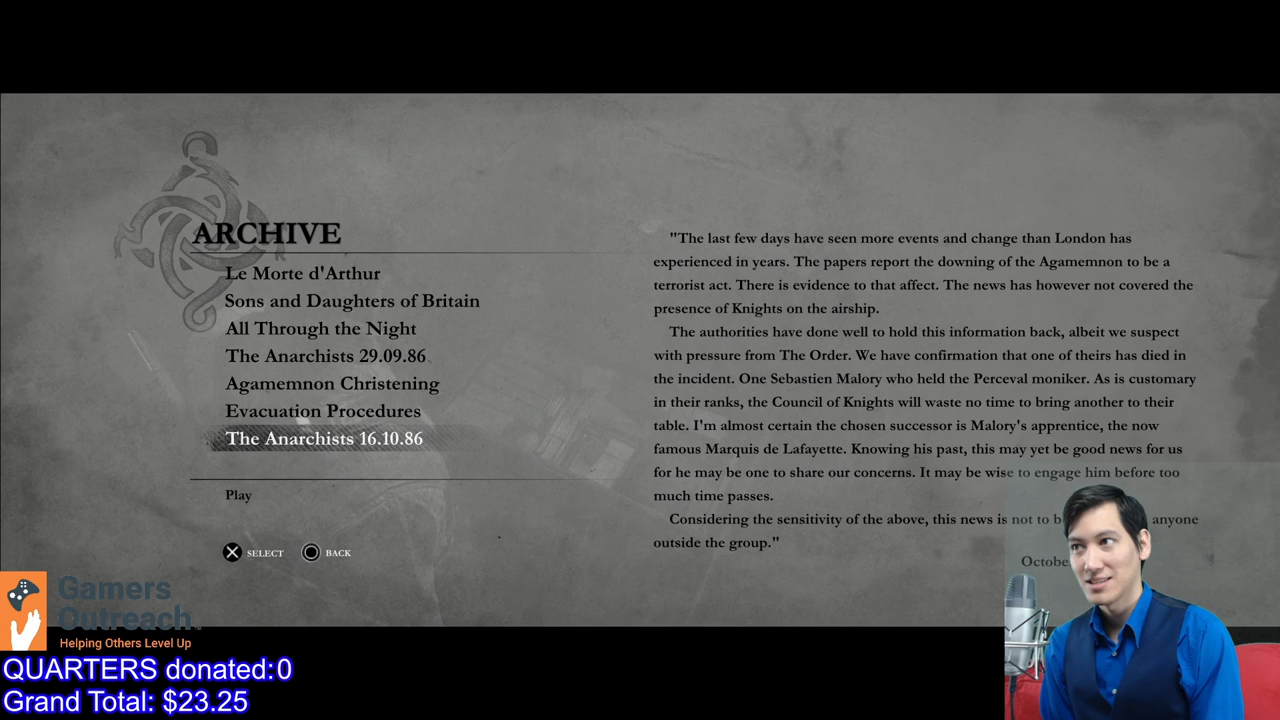 ARCHIVE
Le Morte d'Arthur
Sons and Daughters of Britain
All Through the Night
The Anarchists 29.09.86
Agamemnon Christening
Evacuation Procedures
The Anarchists 16.10.86
Play
SELECT
BACK
"The last few days have seen more events and change than London has
experienced in years. The papers report the downing of the Agamemnon to be a
terrorist act. There is evidence to that affect. The news has however not covered the
presence of Knights on the airship.
The authorities have done well to hold this information back, albeit we suspect
with pressure from The Order. We have confirmation that one of theirs has died in
the incident. One Sebastien Malory who held the Perceval moniker. As is customary
in their ranks, the Council of Knights will waste no time to bring another to their
table. I'm almost certain the chosen successor is Malory's apprentice, the now
famous Marquis de Lafayette. Knowing his past, this may yet be good news for us
for he may be one to share our concerns. It may be wise to engage him before too
much time passes.
Considering the sensitivity of the above, this news is not to anyone
outside the group."
Gamers
Outreach
Helping Others Level Up
QUARTERS donated:0
Grand Total: $23.25